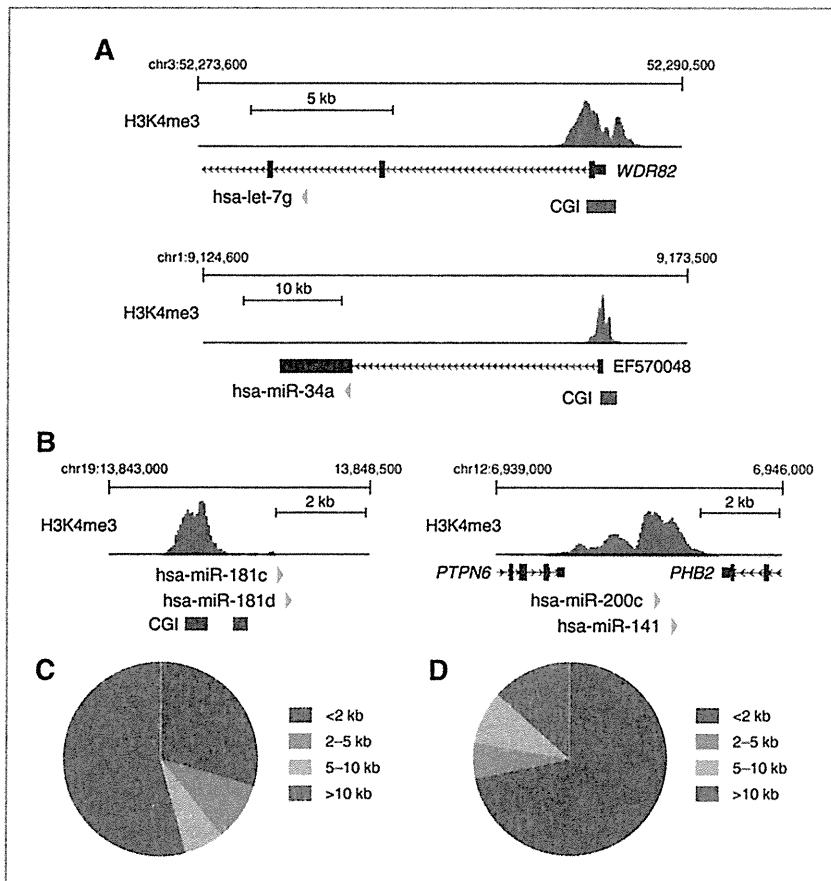 A
chr3:52,273,600 52,290,500
5 kb
H3K4me3
WDR82
hsa-let-7g
CGI
chr1:9,124,600 9,173,500
10 kb
H3K4me3
EF570048
hsa-miR-34a
CGI
B
chr19:13,843,000 13,848,500
2 kb
H3K4me3
hsa-miR-181c
hsa-miR-181d
CGI
chr12:6,939,000 6,946,000
2 kb
H3K4me3
PTPN6 PHB2
hsa-miR-200c
hsa-miR-141
C
<2 kb
2–5 kb
5–10 kb
>10 kb
D
<2 kb
2–5 kb
5–10 kb
>10 kb